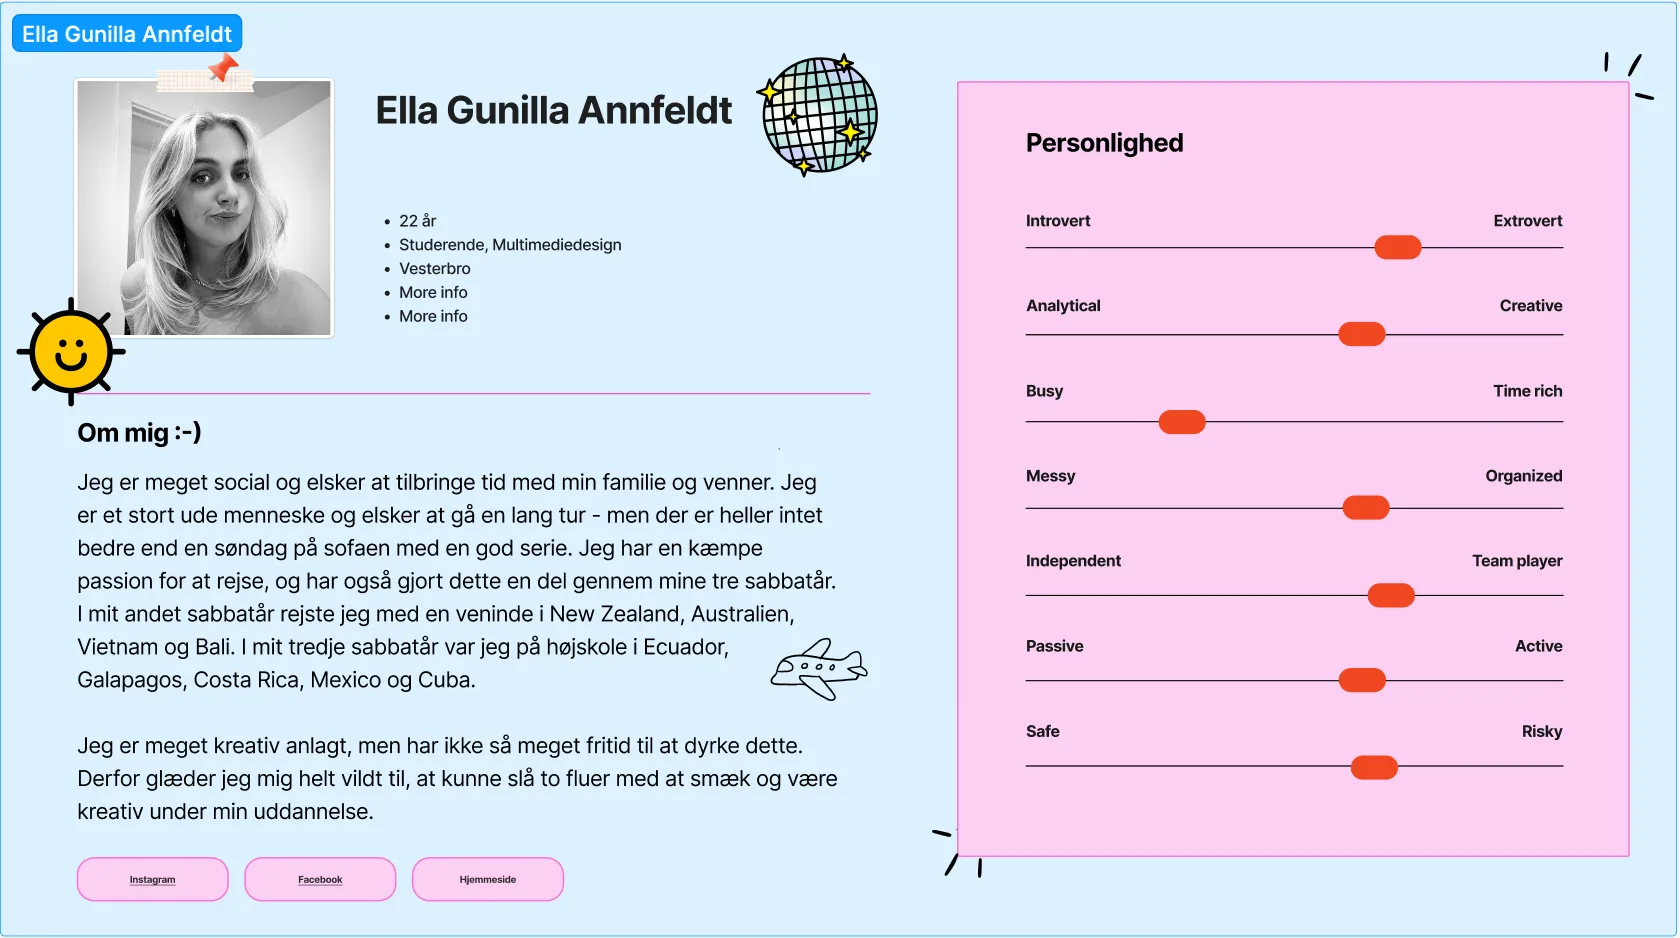 Ella Gunilla Annfeldt
Ella Gunilla Annfeldt
22 år
Studerende, Multimediedesign
Vesterbro
More info
More info
Om mig :-)
Jeg er meget social og elsker at tilbringe tid med min familie og venner. Jeg
er et stort ude menneske og elsker at gå en lang tur - men der er heller intet
bedre end en søndag på sofaen med en god serie. Jeg har en kæmpe
passion for at rejse, og har også gjort dette en del gennem mine tre sabbatår.
I mit andet sabbatår rejste jeg med en veninde i New Zealand, Australien,
Vietnam og Bali. I mit tredje sabbatår var jeg på højskole i Ecuador,
Galapagos, Costa Rica, Mexico og Cuba.
Jeg er meget kreativ anlagt, men har ikke så meget fritid til at dyrke dette.
Derfor glæder jeg mig helt vildt til, at kunne slå to fluer med at smæk og være
kreativ under min uddannelse.
Instagram
Facebook
Hjemmeside
Personlighed
Introvert Extrovert
Analytical Creative
Busy Time rich
Messy Organized
Independent Team player
Passive Active
Safe Risky